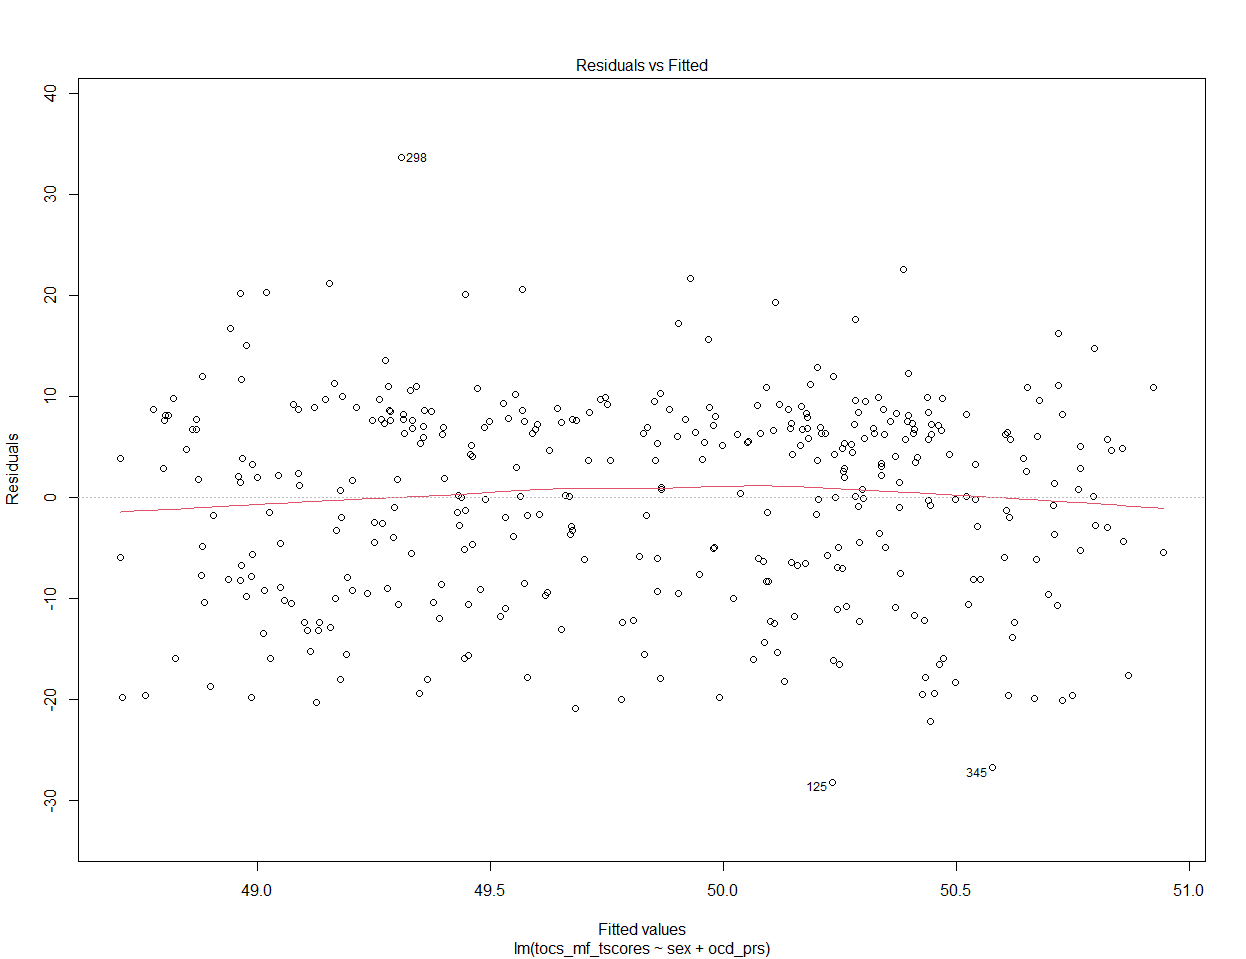 Residuals vs Fitted
40
30
20
10
0
-10
-20
-30
Residuals
298
125
345
49.0 49.5 50.0 50.5 51.0
Fitted values
lm(tocs_mf_tscores ~ sex + ocd_prs)